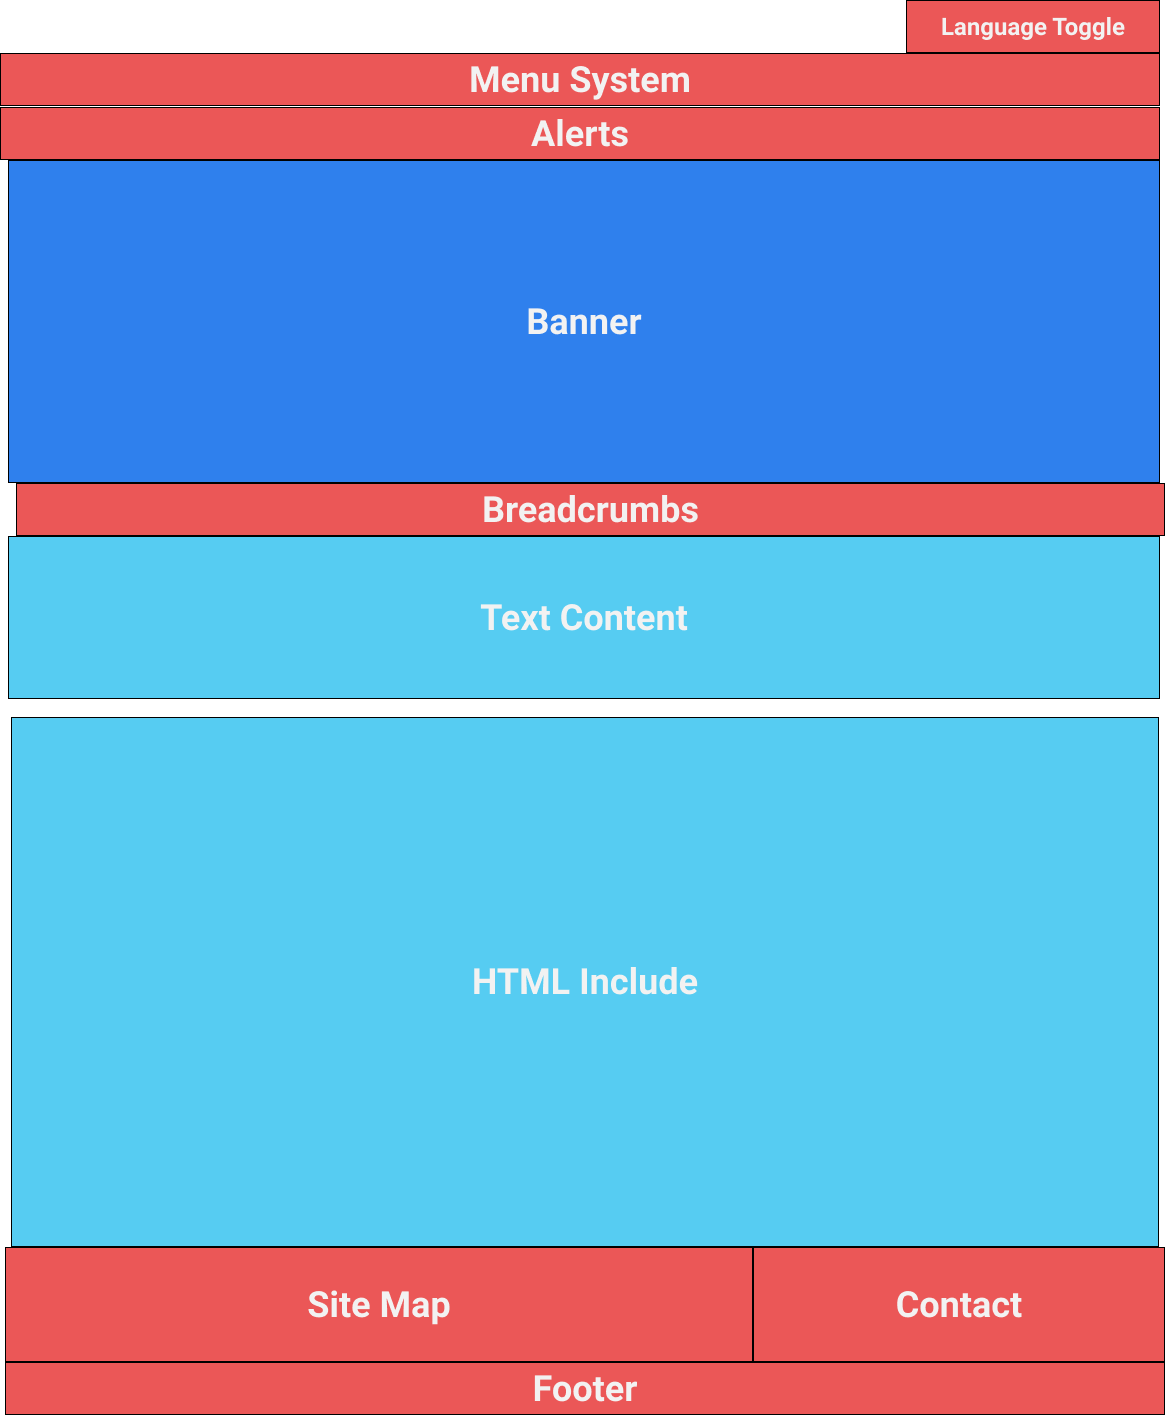 Language Toggle
Menu System
Alerts
Banner
Breadcrumbs
Text Content
HTML Include
Site Map
Contact
Footer